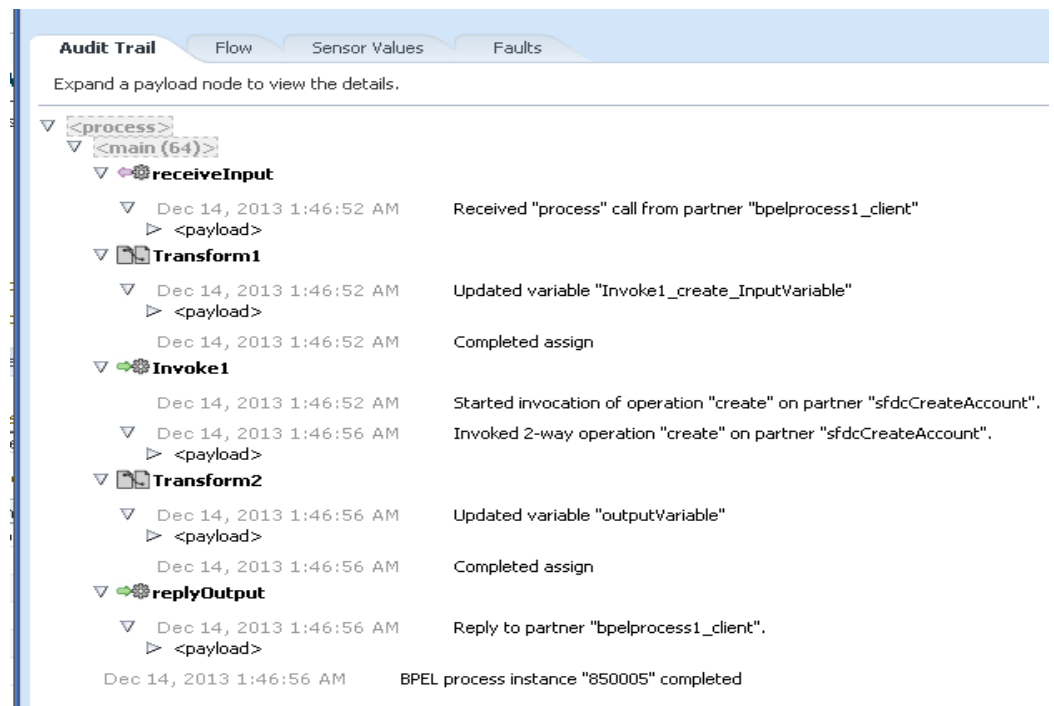 Audit Trail Flow Sensor Values Faults
Expand a payload node to view the details.
<process>
<main (64)>
receiveInput
Dec 14, 2013 1:46:52 AM Received "process" call from partner "bpelprocess1_client"
<payload>
Transform1
Dec 14, 2013 1:46:52 AM Updated variable "Invoke1_create_InputVariable"
<payload>
Dec 14, 2013 1:46:52 AM Completed assign
Invoke1
Dec 14, 2013 1:46:52 AM Started invocation of operation "create" on partner "sfdcCreateAccount".
Dec 14, 2013 1:46:56 AM Invoked 2-way operation "create" on partner "sfdcCreateAccount".
<payload>
Transform2
Dec 14, 2013 1:46:56 AM Updated variable "outputVariable"
<payload>
Dec 14, 2013 1:46:56 AM Completed assign
replyOutput
Dec 14, 2013 1:46:56 AM Reply to partner "bpelprocess1_client".
<payload>
Dec 14, 2013 1:46:56 AM BPEL process instance "850005" completed